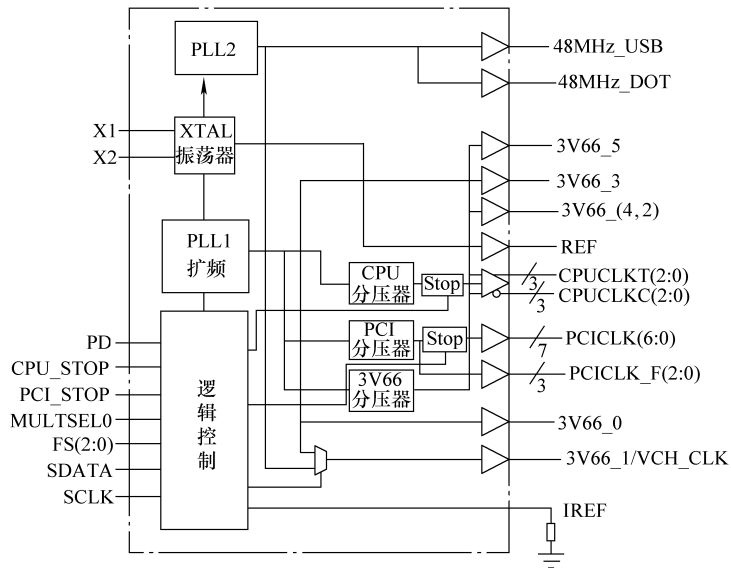 PLL2
48MHz_USB
48MHz_DOT
X1
X2
XTAL
振荡器
3V66_5
3V66_3
3V66_(4,2)
REF
PLL1
扩频
CPU
分压器
Stop
3
CPUCLKT(2:0)
3
CPUCLKC(2:0)
PCI
分压器
Stop
7
PCICLK(6:0)
3V66
分压器
3
PCICLK_F(2:0)
PD
CPU_STOP
PCI_STOP
MULTSEL0
FS(2:0)
SDATA
SCLK
逻
辑
控
制
3V66_0
3V66_1/VCH_CLK
IREF